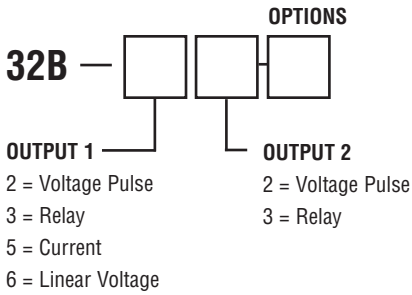 OPTIONS
32B —
-
OUTPUT 1
2 = Voltage Pulse
3 = Relay
5 = Current
6 = Linear Voltage
OUTPUT 2
2 = Voltage Pulse
3 = Relay